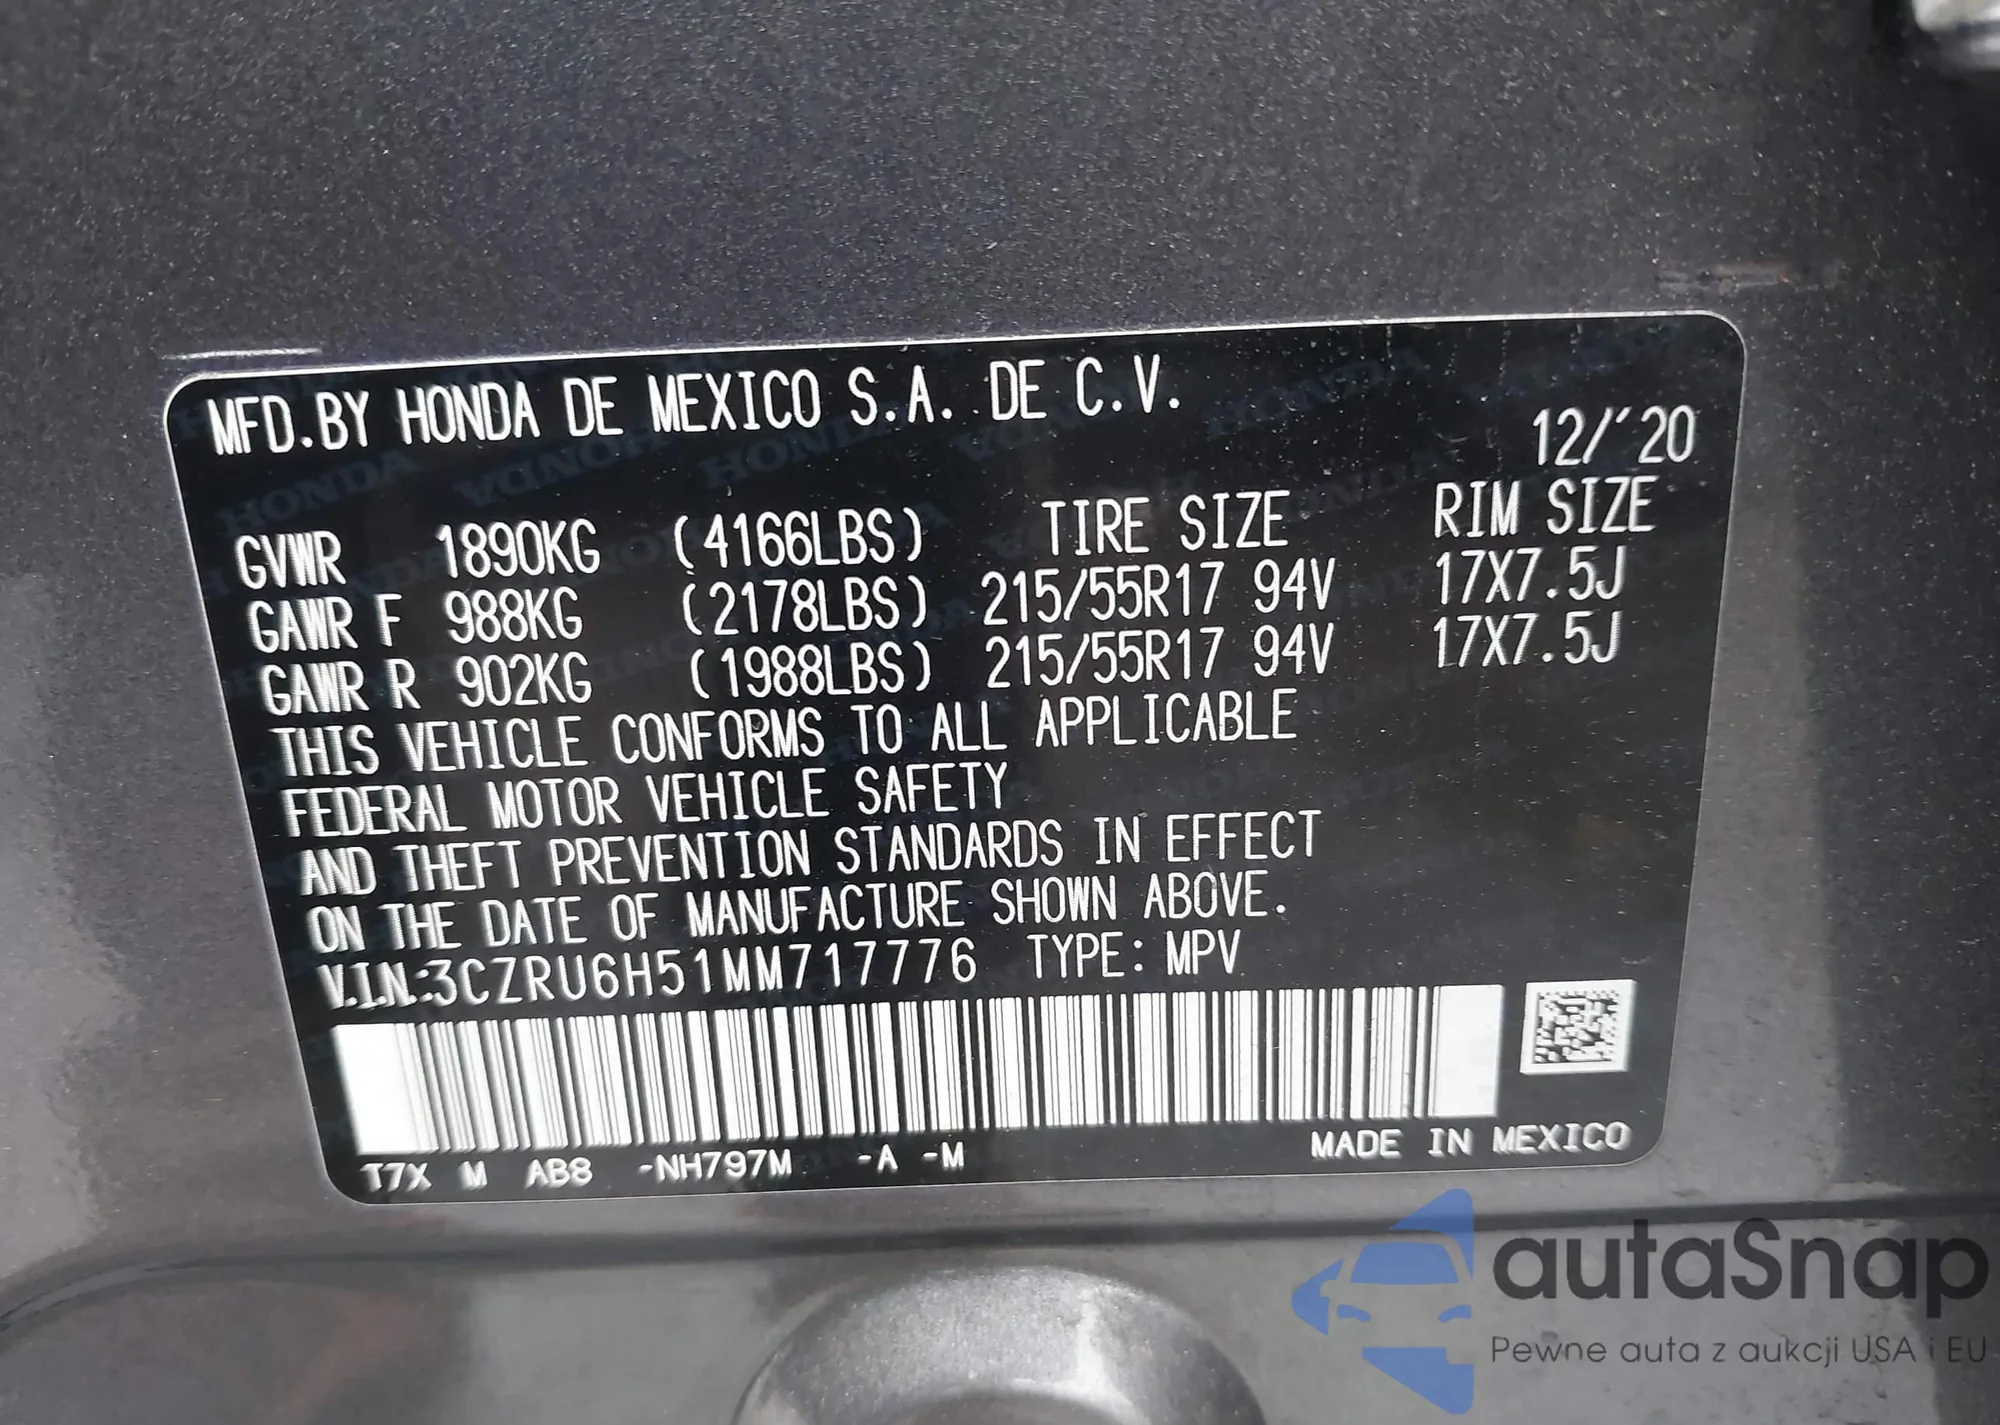 MFD.BY HONDA DE MEXICO S.A. DE C.V.
12/'20
GVWR 1890KG (4166LBS) TIRE SIZE RIM SIZE
GAWR F 988KG (2178LBS) 215/55R17 94V 17X7.5J
GAWR R 902KG (1988LBS) 215/55R17 94V 17X7.5J
THIS VEHICLE CONFORMS TO ALL APPLICABLE
FEDERAL MOTOR VEHICLE SAFETY
AND THEFT PREVENTION STANDARDS IN EFFECT
ON THE DATE OF MANUFACTURE SHOWN ABOVE.
V.I.N.:3CZRU6H51MM717776 TYPE: MPV
T7X M AB8 -NH797M -A -M MADE IN MEXICO
autaSnap
Pewne auta z aukcji USA i EU